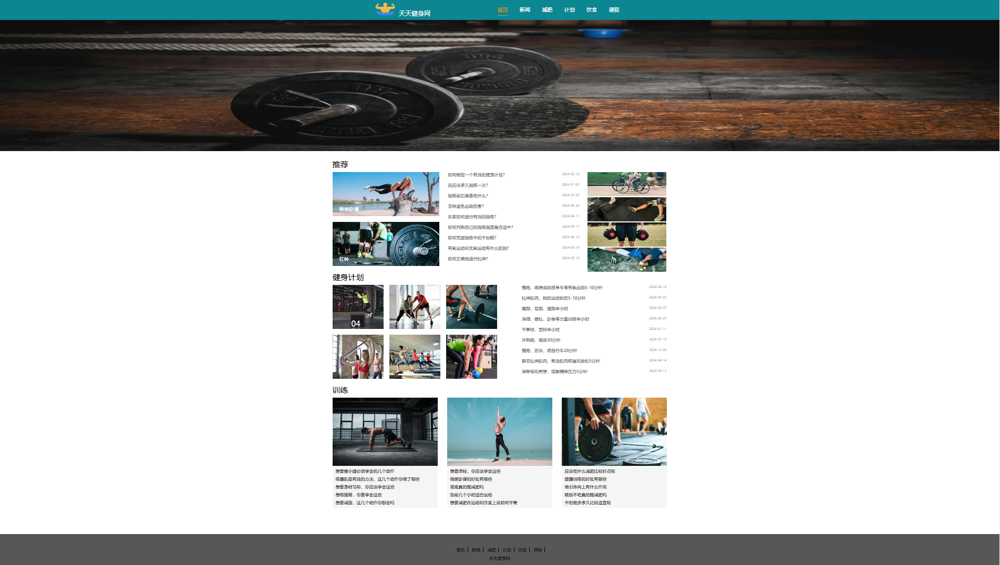 天天健身网
首页 新闻 减肥 计划 饮食 课程
推荐
做俯卧撑
杠铃
如何制定一个有效的健身计划? 2024-02-12
我应该多久锻炼一次? 2024-01-03
锻炼前后需要吃什么? 2024-03-05
怎样避免运动伤害? 2024-04-20
在家如何进行有效的锻炼? 2024-04-11
如何判断自己的锻炼强度是否适中? 2024-05-17
如何克服锻炼中的平台期? 2024-06-10
有氧运动和无氧运动有什么区别? 2024-05-19
如何正确地进行拉伸? 2024-05-12
健身计划
04
慢跑、跳绳或动感单车等有氧运动5-10分钟 2024-04-10
拉伸肌肉，预防运动损伤5-10分钟 2024-05-03
胸部、背部、腿部半小时 2024-09-07
深蹲、硬拉、卧推等力量训练半小时 2024-06-27
平衡球、壶铃半小时 2024-01-11
冲刺跑、跳跃20分钟 2024-07-19
慢跑、游泳、骑自行车20分钟 2024-12-02
静态拉伸肌肉，帮助肌肉恢复和放松5分钟 2024-04-14
深呼吸和冥想，缓解精神压力5分钟 2024-03-13
训练
想要瘦小腿必须学会的几个动作
练腹肌最有效的方法，这几个动作你做了哪些
想要身材匀称，你应该学会这些
想练翘臀，你要学会这些
想要减脂，这几个动作你都会吗
想要课程，你应该学会这些
做俯卧撑的好处有哪些
夜跑真的能减肥吗
饭前几个小时适合运动
想要减肥在运动和饮食上该如何平衡
应该吃什么减肥比较好点呢
腰腹训练的好处有哪些
做引体向上有什么作用
晚饭不吃真的能减肥吗
平时跑步多久比较适宜呢
首页 新闻 减肥 计划 饮食 课程
天天健身网